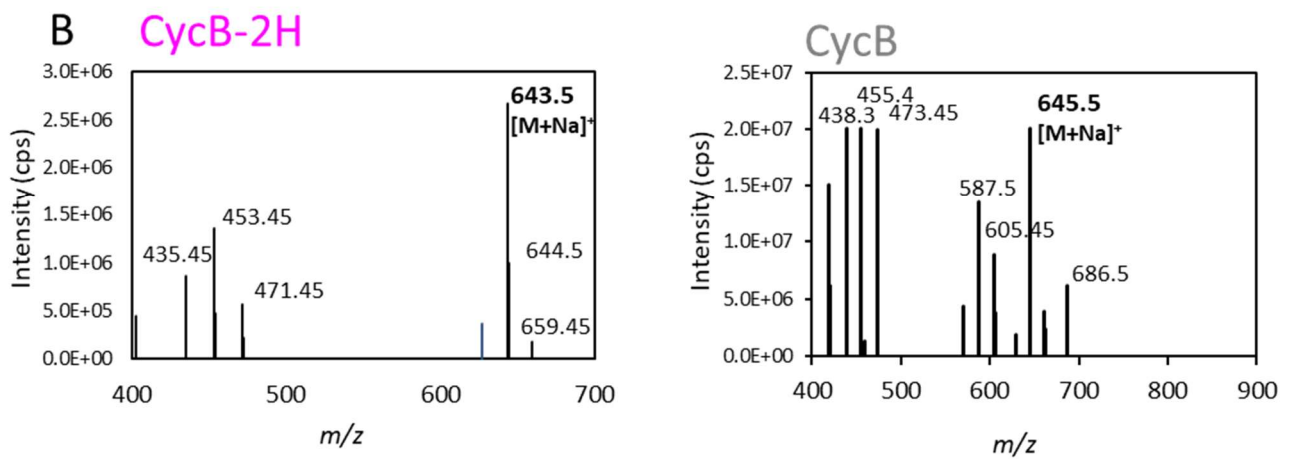 B CycB-2H
3.0E+06
2.5E+06
2.0E+06
1.5E+06
1.0E+06
5.0E+05
0.0E+00
Intensity (cps)
643.5
[M+Na]+
453.45
435.45
644.5
471.45
659.45
400 500 600 700
m/z
CycB
2.5E+07
2.0E+07
1.5E+07
1.0E+07
5.0E+06
0.0E+00
Intensity (cps)
455.4
438.3 473.45
645.5
[M+Na]+
587.5
605.45
686.5
400 500 600 700 800 900
m/z